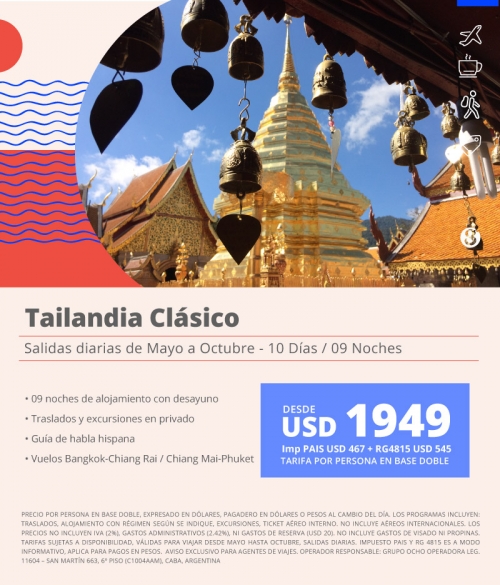 Tailandia Clásico
Salidas diarias de Mayo a Octubre - 10 Días / 09 Noches
• 09 noches de alojamiento con desayuno
• Traslados y excursiones en privado
• Guía de habla hispana
• Vuelos Bangkok-Chiang Rai / Chiang Mai-Phuket
DESDE
USD 1949
Imp PAIS USD 467 + RG4815 USD 545
TARIFA POR PERSONA EN BASE DOBLE
PRECIO POR PERSONA EN BASE DOBLE, EXPRESADO EN DÓLARES, PAGADERO EN DÓLARES O PESOS AL CAMBIO DEL DÍA. LOS PROGRAMAS INCLUYEN:
TRASLADOS, ALOJAMIENTO CON RÉGIMEN SEGÚN SE INDIQUE, EXCURSIONES, TICKET AÉREO INTERNO. NO INCLUYE AÉREOS INTERNACIONALES. LOS
PRECIOS NO INCLUYEN IVA (2%), GASTOS ADMINISTRATIVOS (2.42%), NI GASTOS DE RESERVA (USD 20). NO INCLUYE GASTOS DE VISADO NI PROPINAS.
TARIFAS SUJETAS A DISPONIBILIDAD, VÁLIDAS PARA VIAJAR DESDE MAYO HASTA OCTUBRE, SALIDAS DIARIAS. IMPUESTO PAIS Y RG 4815 ES A MODO
INFORMATIVO, APLICA PARA PAGOS EN PESOS. AVISO EXCLUSIVO PARA AGENTES DE VIAJES. OPERADOR RESPONSABLE: GRUPO OCHO OPERADORA LEG.
11604 – SAN MARTÍN 663, 6º PISO (C1004AAM), CABA, ARGENTINA